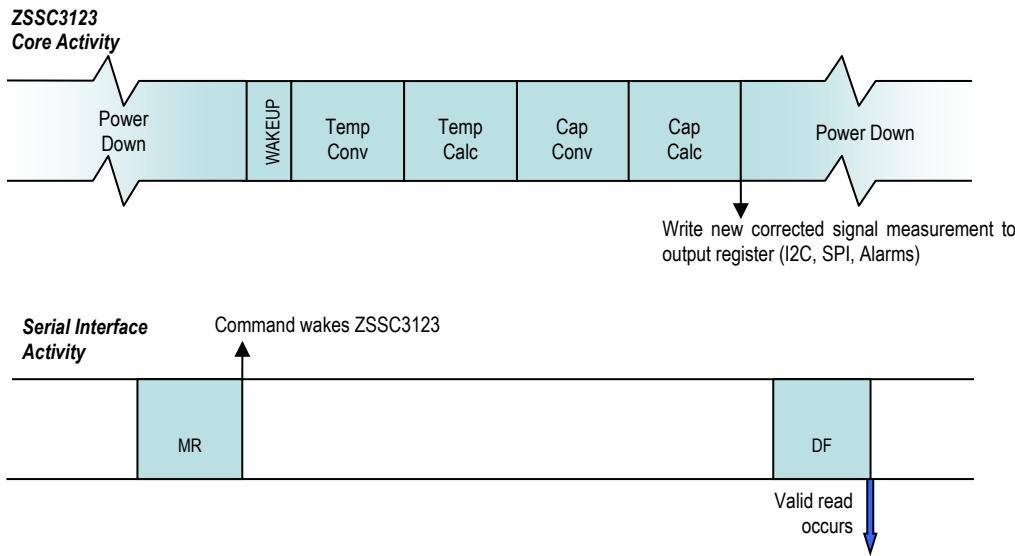 ZSSC3123
Core Activity
Power
Down
WAKEUP
Temp
Conv
Temp
Calc
Cap
Conv
Cap
Calc
Power Down
Write new corrected signal measurement to
output register (I2C, SPI, Alarms)
Serial Interface
Activity
Command wakes ZSSC3123
MR
DF
Valid read
occurs